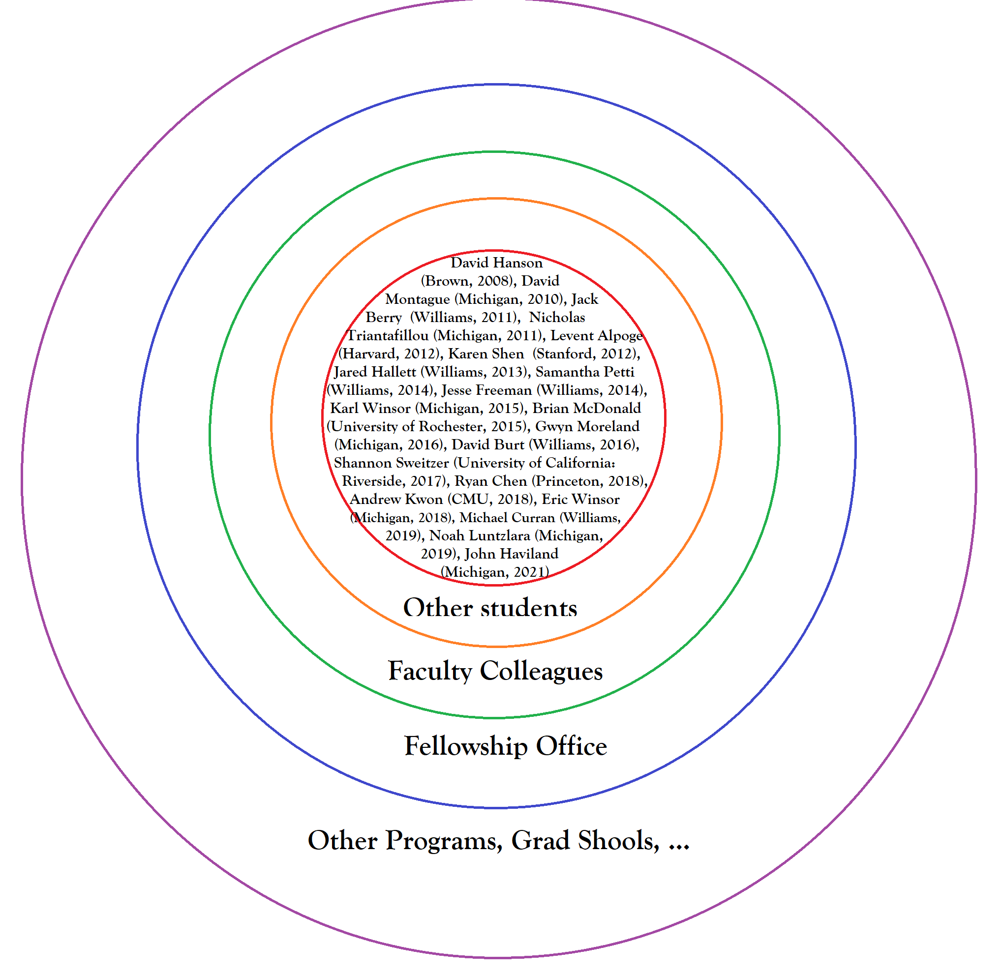 David Hanson
(Brown, 2008), David
Montague (Michigan, 2010), Jack
Berry (Williams, 2011), Nicholas
Triantafillou (Michigan, 2011), Levent Alpoge
(Harvard, 2012), Karen Shen (Stanford, 2012),
Jared Hallett (Williams, 2013), Samantha Petti
(Williams, 2014), Jesse Freeman (Williams, 2014),
Karl Winsor (Michigan, 2015), Brian McDonald
(University of Rochester, 2015), Gwyn Moreland
(Michigan, 2016), David Burt (Williams, 2016),
Shannon Sweitzer (University of California:
Riverside, 2017), Ryan Chen (Princeton, 2018),
Andrew Kwon (CMU, 2018), Eric Winsor
(Michigan, 2018), Michael Curran (Williams,
2019), Noah Luntzlara (Michigan,
2019), John Haviland
(Michigan, 2021)
Other students
Faculty Colleagues
Fellowship Office
Other Programs, Grad Shools, ...